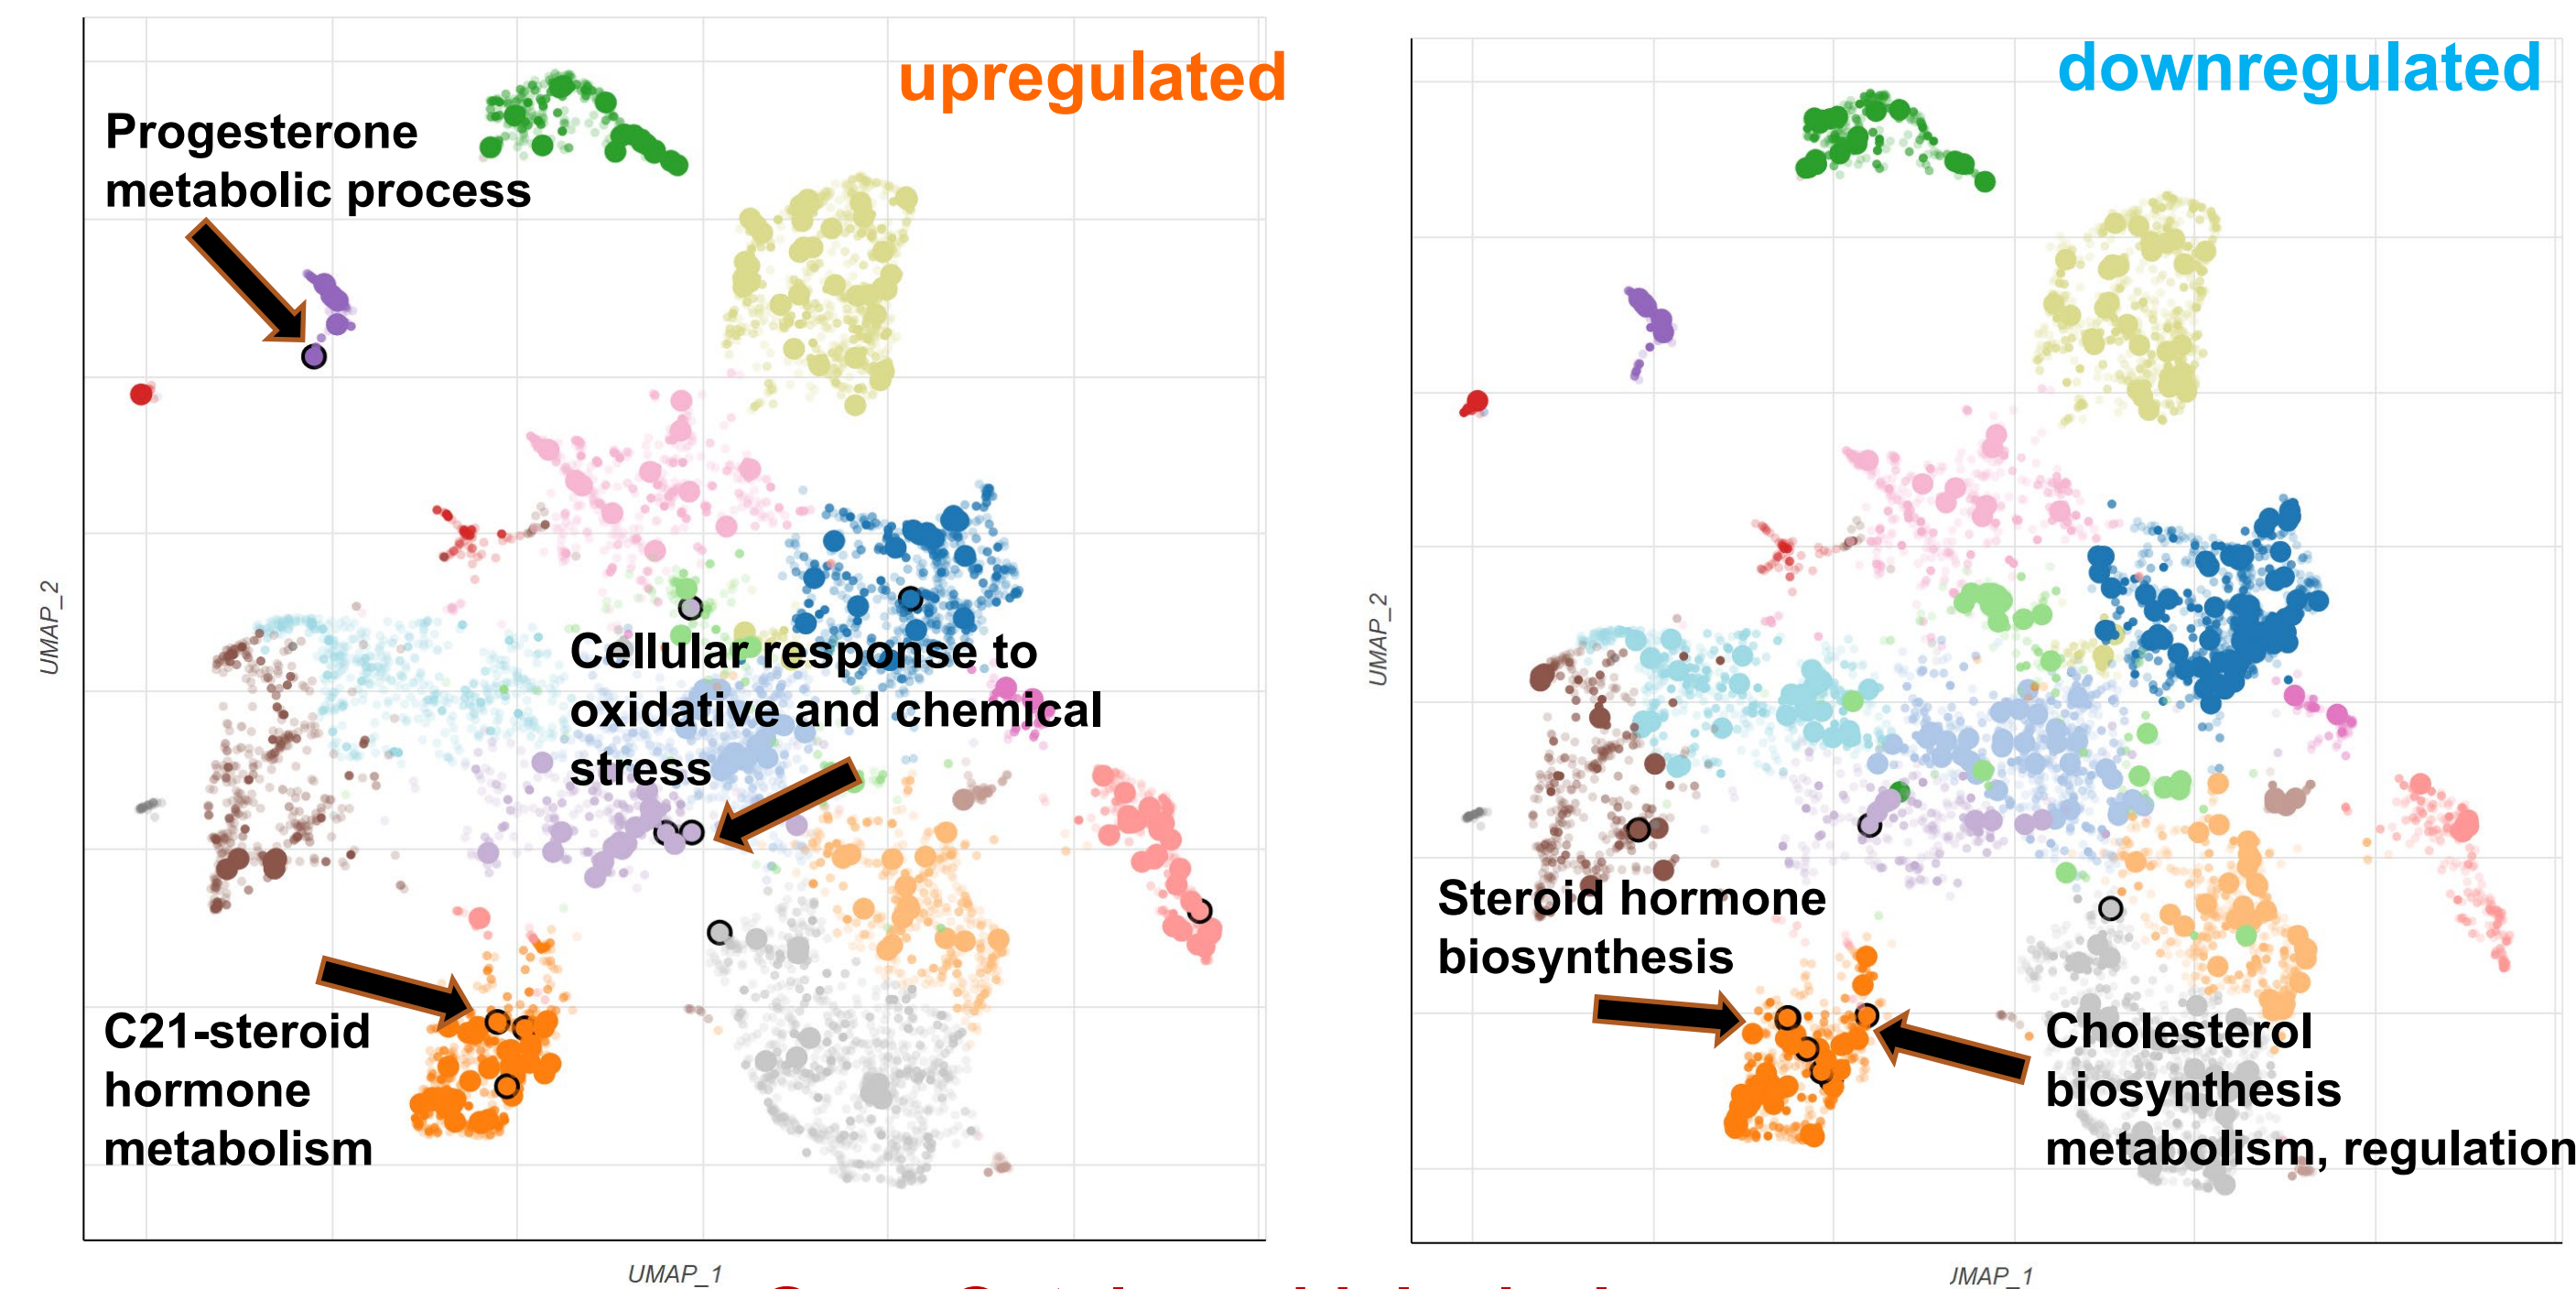 upregulated
Progesterone
metabolic process
Cellular response to
oxidative and chemical
stress
C21-steroid
hormone
metabolism
UMAP_2
UMAP_1
downregulated
Steroid hormone
biosynthesis
Cholesterol
biosynthesis
metabolism, regulation
UMAP_2
JMAP_1